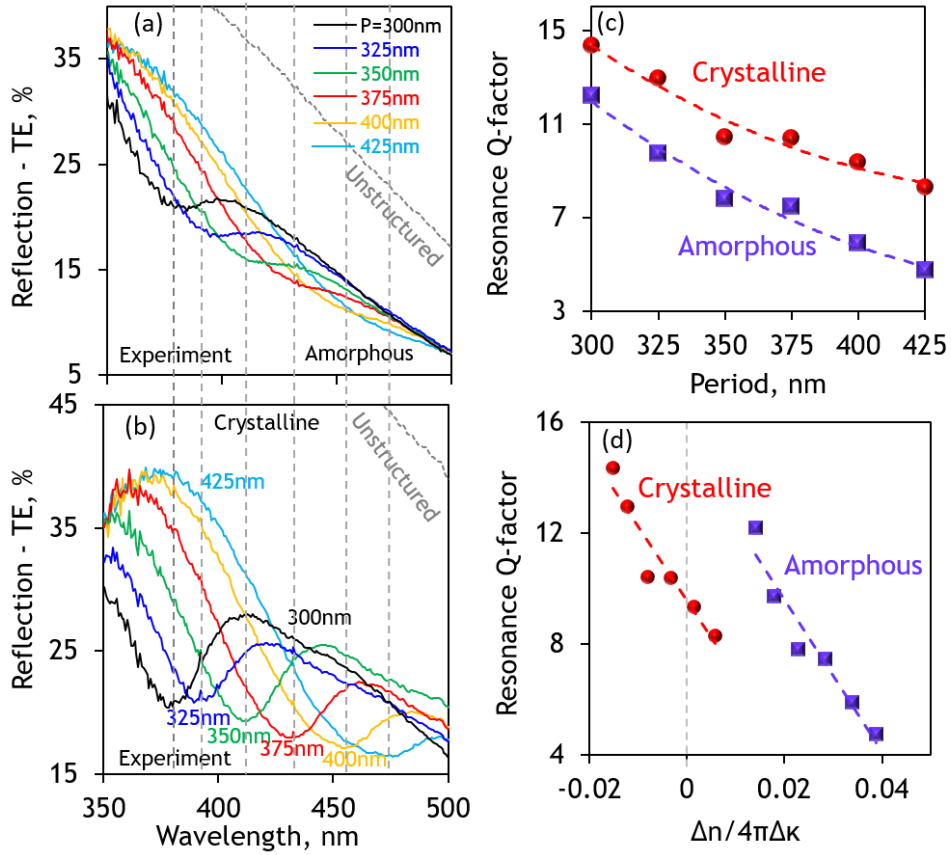 (a)
P=300nm
325nm
350nm
375nm
400nm
425nm
Unstructured
Experiment
Amorphous
Reflection - TE, %
35
25
15
5
(b)
Crystalline
425nm
Unstructured
300nm
325nm
350nm
375nm
400nm
Experiment
Reflection - TE, %
45
35
25
15
350
400
450
500
Wavelength, nm
(c)
Crystalline
Amorphous
Resonance Q-factor
15
11
7
3
300
325
350
375
400
425
Period, nm
(d)
Crystalline
Amorphous
Resonance Q-factor
16
12
8
4
-0.02
0
0.02
0.04
Δn/4πΔκ